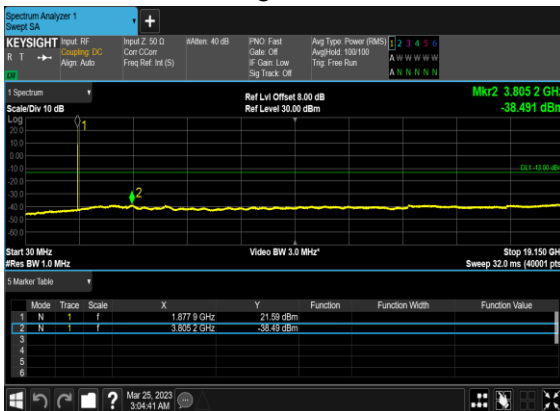 Spectrum Analyzer 1
Swept SA
KEYSIGHT
R T
LV
Input: RF
Coupling: DC
Align: Auto
Input Z: 50 Ω
Corr CCorr
Freq Ref: Int (S)
#Atten: 40 dB
PNO: Fast
Gate: Off
IF Gain: Low
Sig Track: Off
Avg Type: Power (RMS)
Avg|Hold: 100/100
Trig: Free Run
1 2 3 4 5 6
A W W W W W
A N N N N N
1 Spectrum
Scale/Div 10 dB
Ref Lvl Offset 8.00 dB
Ref Level 30.00 dBm
Mkr2 3.805 2 GHz
-38.491 dBm
Log
20.0
10.0
0.00
-10.0
-20.0
-30.0
-40.0
-50.0
-60.0
1
2
DL1 -13.00 dBm
Start 30 MHz
#Res BW 1.0 MHz
Video BW 3.0 MHz*
Stop 19.150 GHz
Sweep 32.0 ms (40001 pts)
5 Marker Table
Mode Trace Scale X Y Function Function Width Function Value
1 N 1 f 1.877 9 GHz 21.59 dBm
2 N 1 f 3.805 2 GHz -38.49 dBm
3
4
5
6
?
Mar 25, 2023
3:04:41 AM